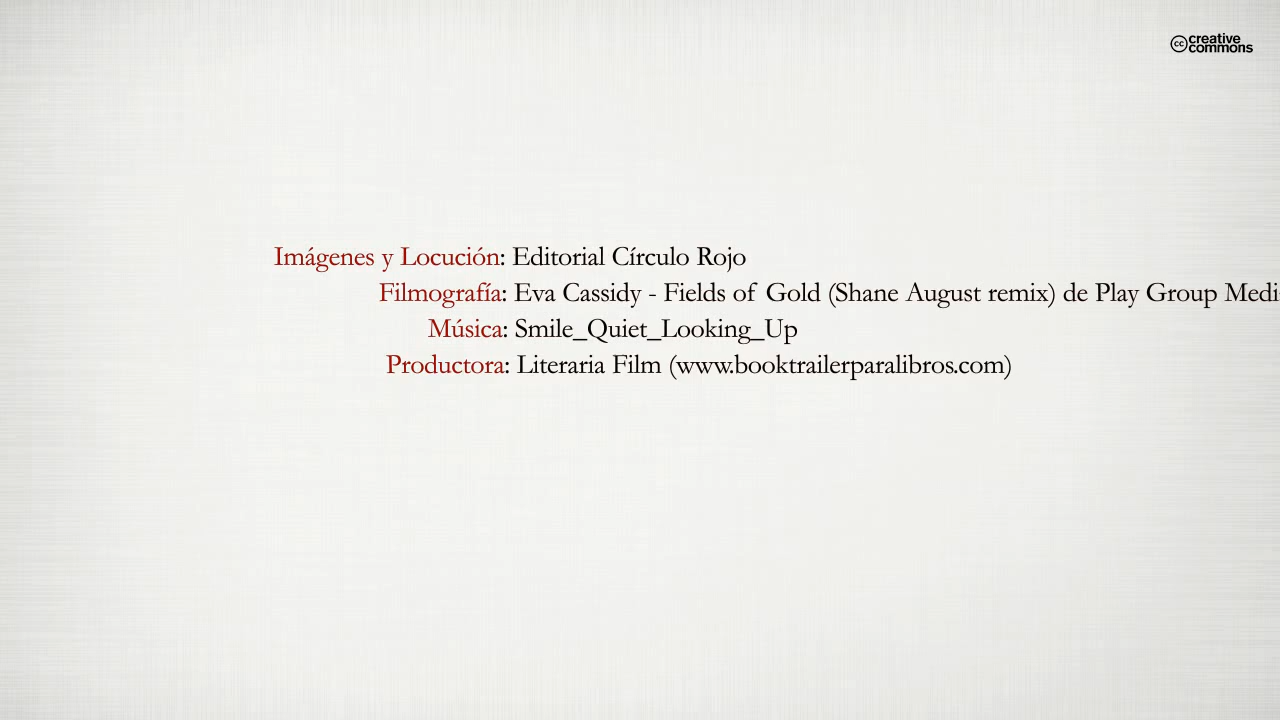 creative
commons
Imágenes y Locución: Editorial Círculo Rojo
Filmografía: Eva Cassidy - Fields of Gold (Shane August remix) de Play Group Medi
Música: Smile_Quiet_Looking_Up
Productora: Literaria Film (www.booktrailerparalibros.com)